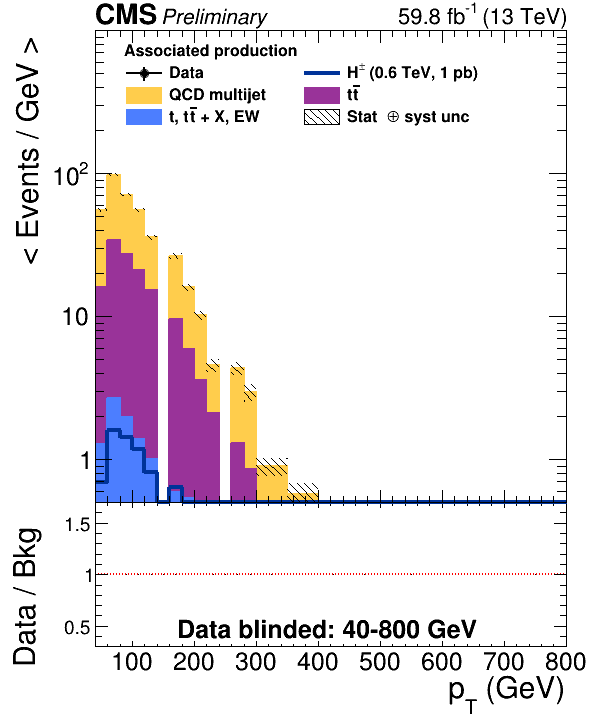 CMS Preliminary 59.8 fb⁻¹ (13 TeV)
< Events / GeV >
Associated production
Data
H± (0.6 TeV, 1 pb)
QCD multijet
tt̄
t, tt̄ + X, EW
Stat ⊕ syst unc
10²
10
1
Data / Bkg
1.5
1
0.5
Data blinded: 40-800 GeV
100 200 300 400 500 600 700 800
p_T (GeV)